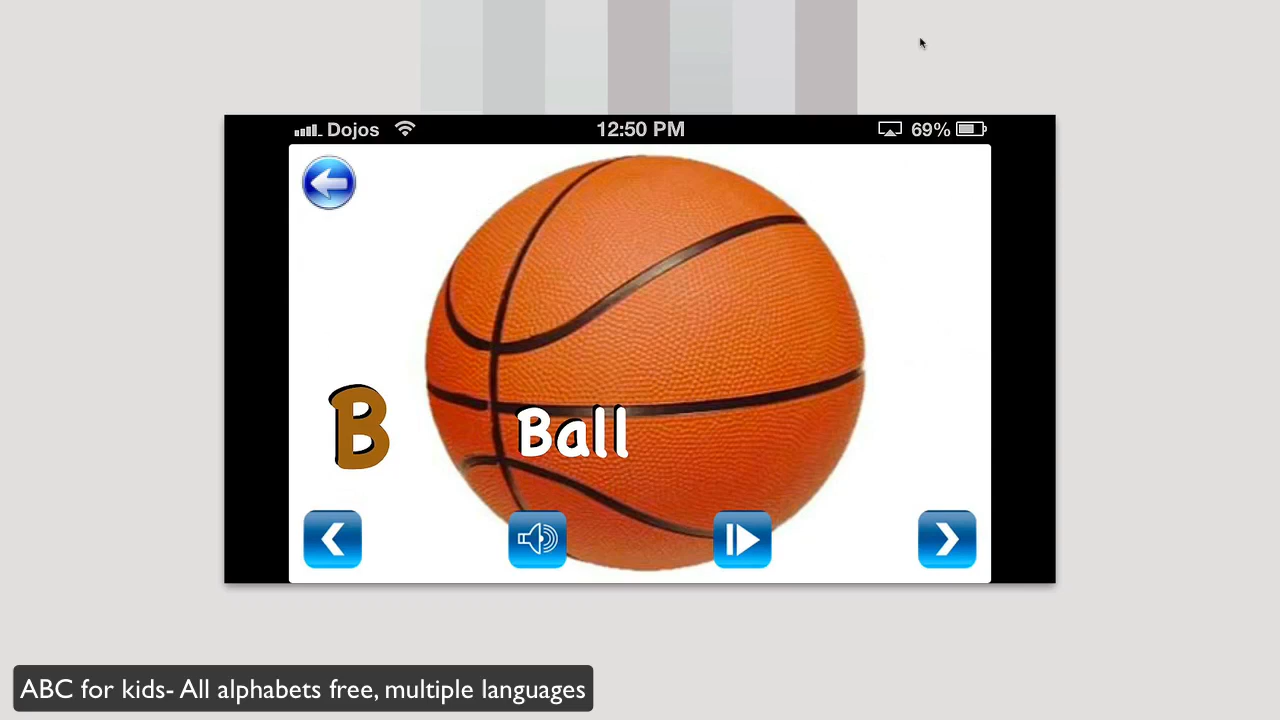 Dojos 12:50 PM 69%
B Ball
ABC for kids- All alphabets free, multiple languages